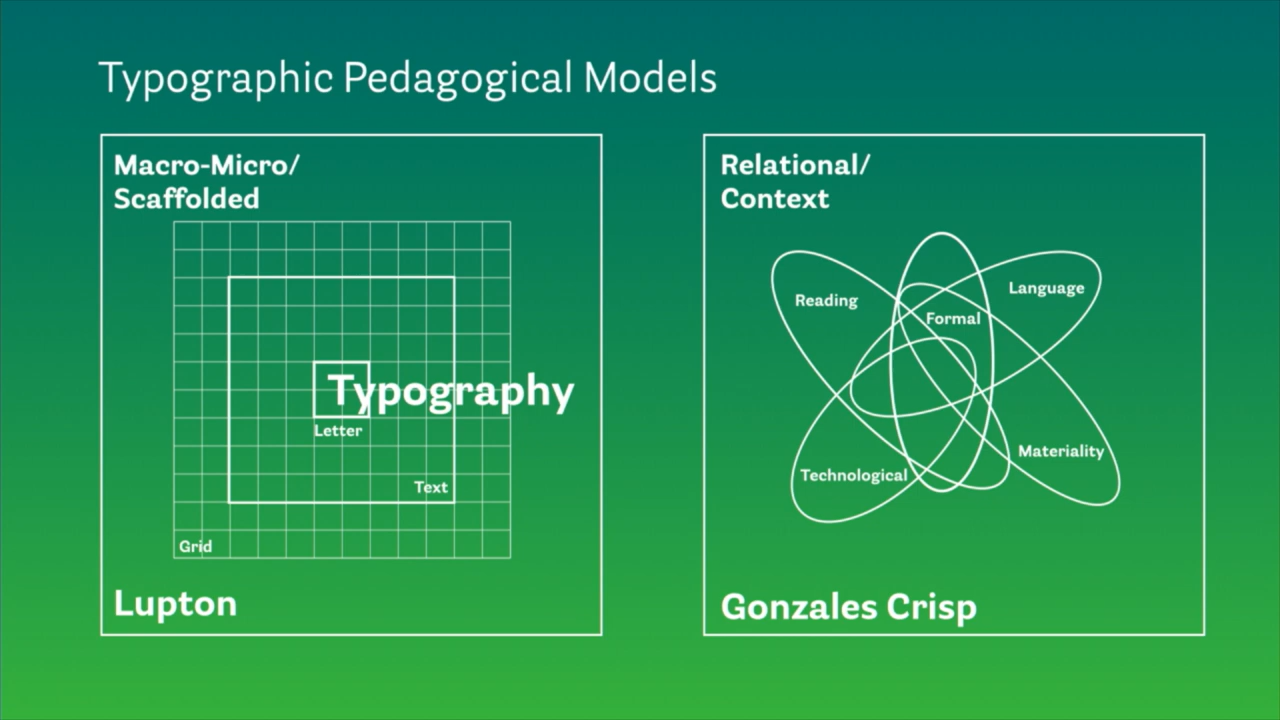 Typographic Pedagogical Models
Macro-Micro/
Scaffolded
Typography
Letter
Text
Grid
Lupton
Relational/
Context
Reading
Language
Formal
Materiality
Technological
Gonzales Crisp